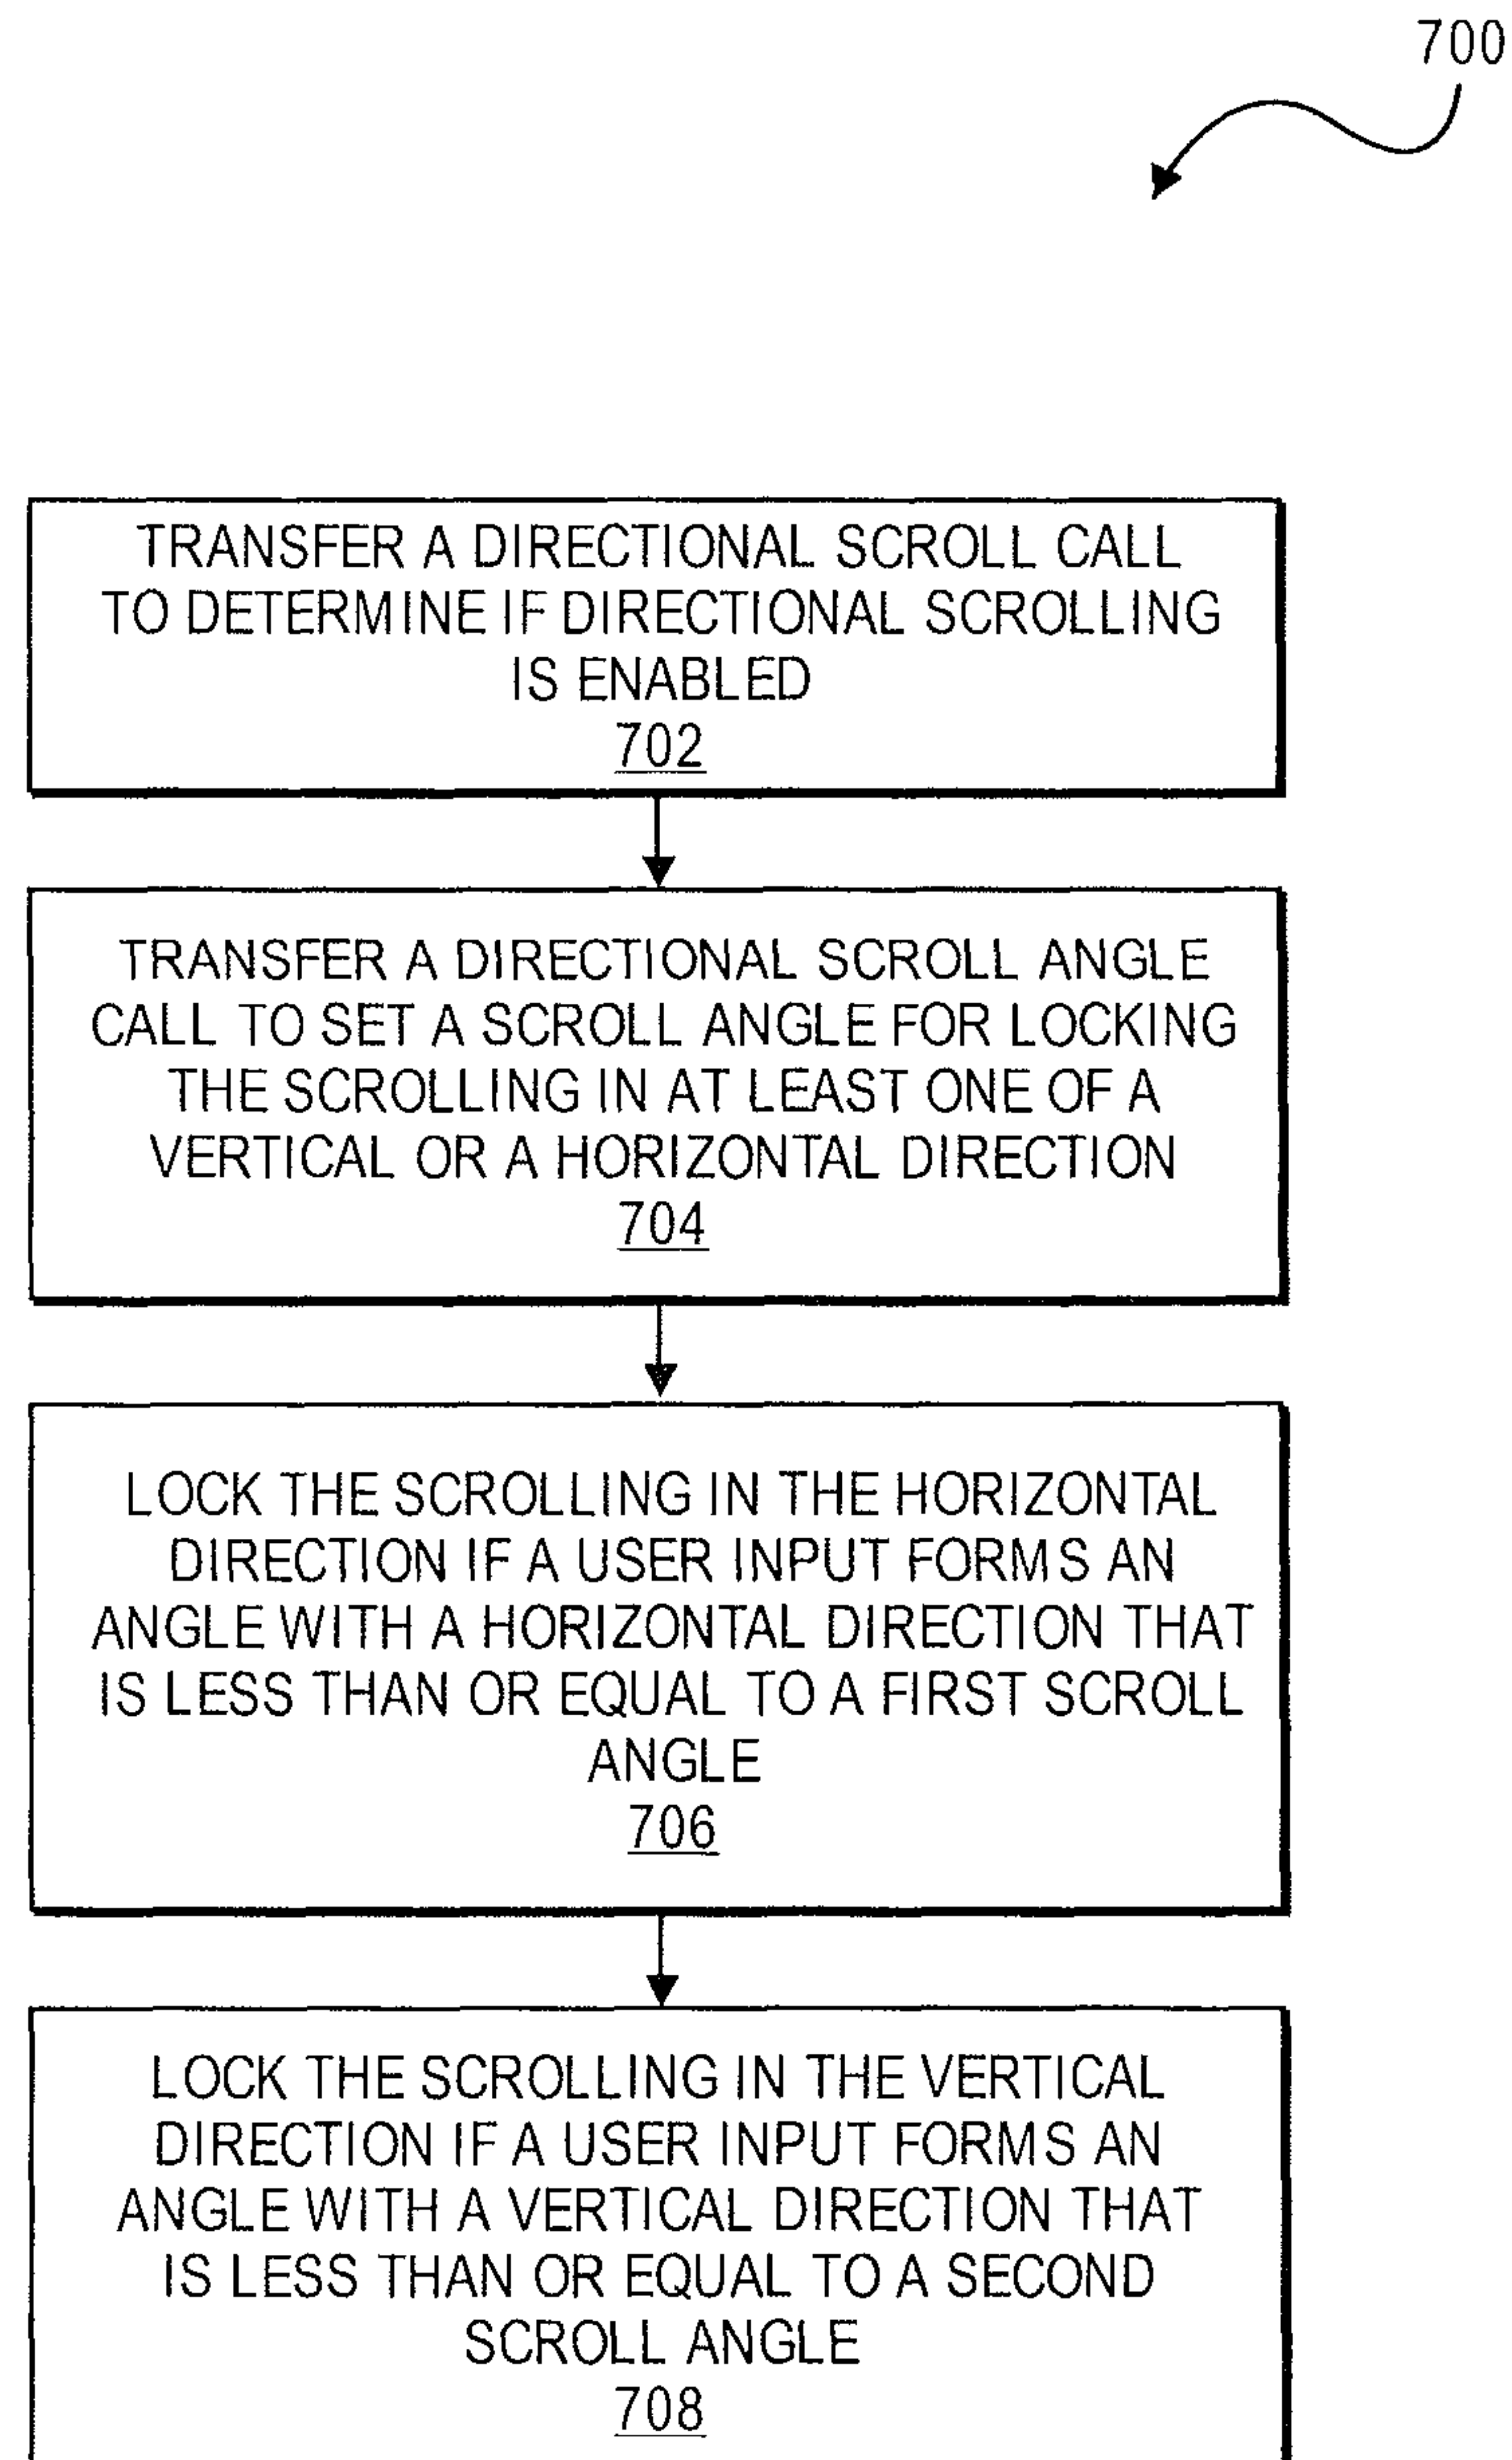 700
TRANSFER A DIRECTIONAL SCROLL CALL
TO DETERMINE IF DIRECTIONAL SCROLLING
IS ENABLED
702
TRANSFER A DIRECTIONAL SCROLL ANGLE
CALL TO SET A SCROLL ANGLE FOR LOCKING
THE SCROLLING IN AT LEAST ONE OF A
VERTICAL OR A HORIZONTAL DIRECTION
704
LOCK THE SCROLLING IN THE HORIZONTAL
DIRECTION IF A USER INPUT FORMS AN
ANGLE WITH A HORIZONTAL DIRECTION THAT
IS LESS THAN OR EQUAL TO A FIRST SCROLL
ANGLE
706
LOCK THE SCROLLING IN THE VERTICAL
DIRECTION IF A USER INPUT FORMS AN
ANGLE WITH A VERTICAL DIRECTION THAT
IS LESS THAN OR EQUAL TO A SECOND
SCROLL ANGLE
708